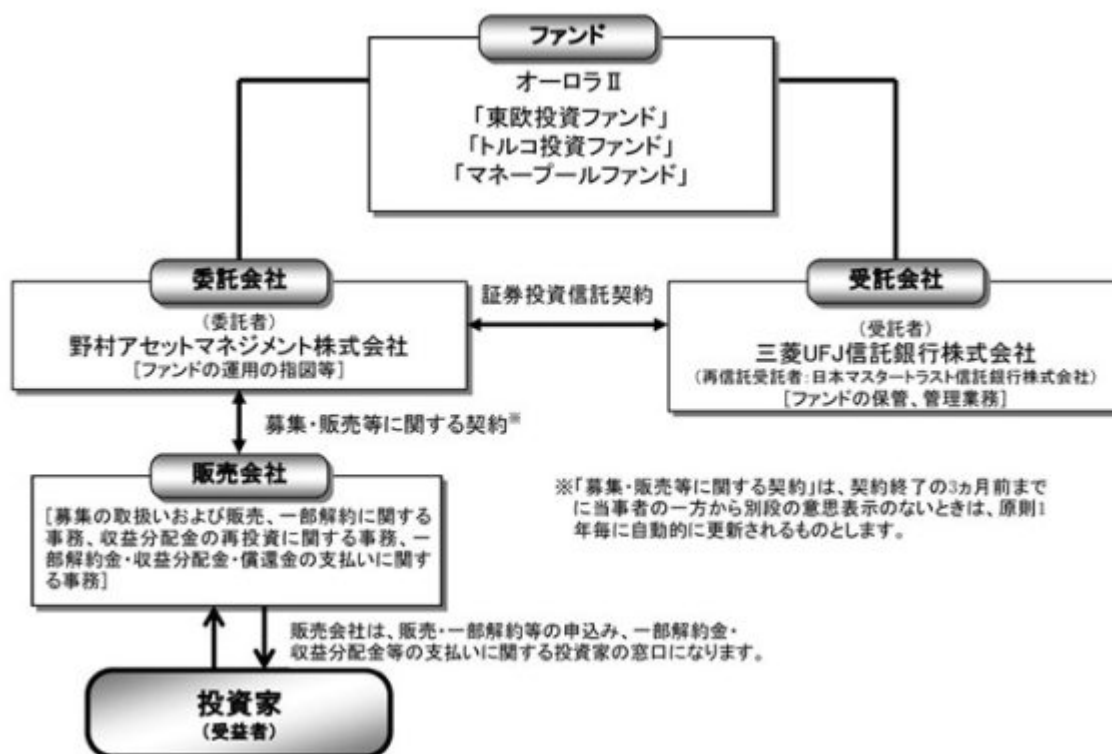 ファンド
オーロラⅡ
「東欧投資ファンド」
「トルコ投資ファンド」
「マネープールファンド」
委託会社
(委託者)
野村アセットマネジメント株式会社
[ファンドの運用の指図等]
証券投資信託契約
受託会社
(受託者)
三菱UFJ信託銀行株式会社
(再信託受託者:日本マスタートラスト信託銀行株式会社)
[ファンドの保管、管理業務]
募集・販売等に関する契約※
販売会社
[募集の取扱いおよび販売、一部解約に関する
事務、収益分配金の再投資に関する事務、一
部解約金・収益分配金・償還金の支払いに関す
る事務]
※「募集・販売等に関する契約」は、契約終了の3ヵ月前まで
に当事者の一方から別段の意思表示のないときは、原則1
年毎に自動的に更新されるものとします。
販売会社は、販売・一部解約等の申込み、一部解約金・
収益分配金等の支払いに関する投資家の窓口になります。
投資家
(受益者)